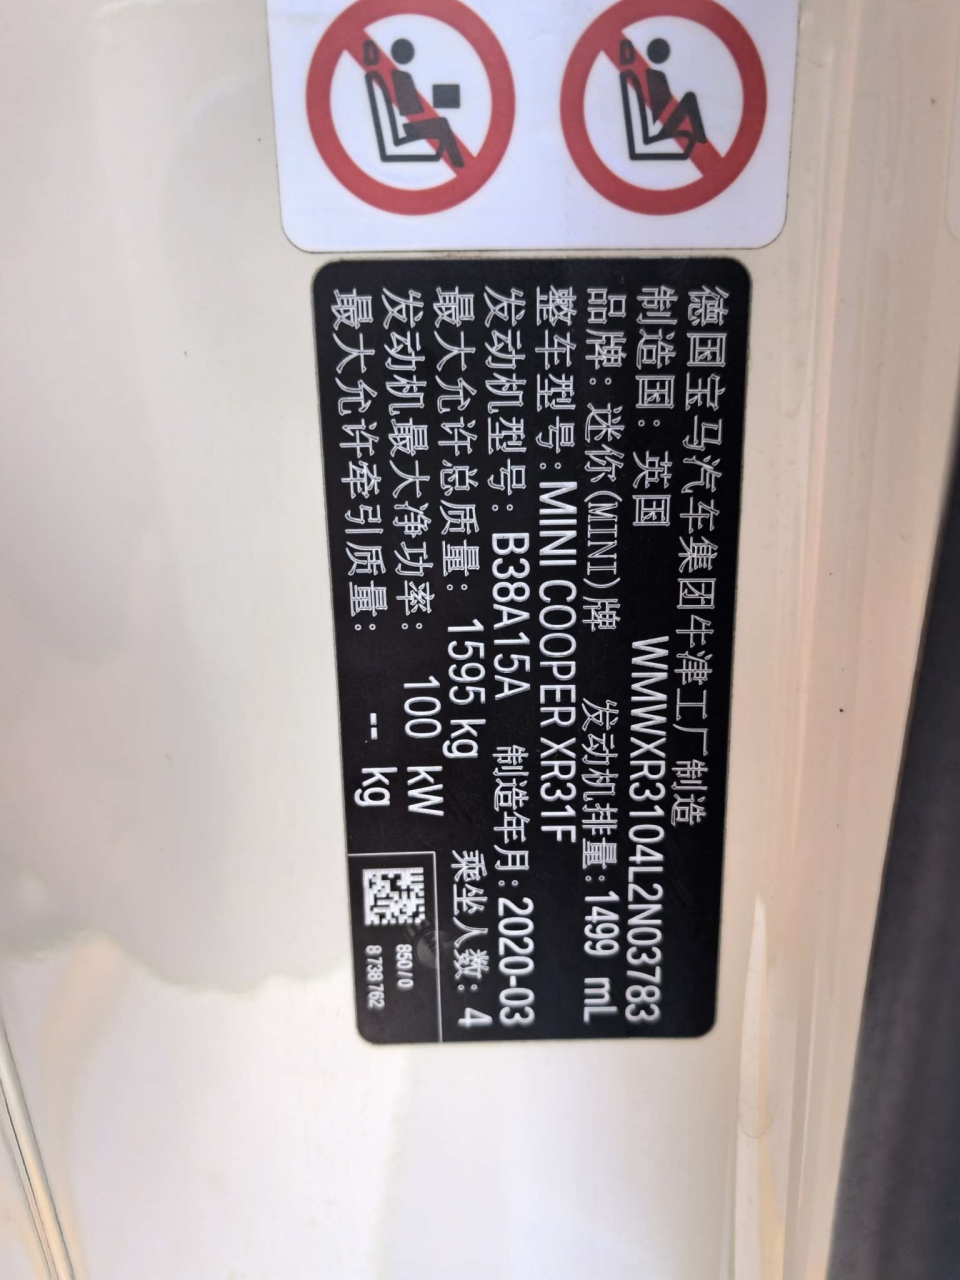 德国宝马汽车集团牛津工厂制造
制造国：英国 WMWXR3104L2N03783
品牌：迷你(MINI)牌 发动机排量：1499 mL
整车型号：MINI COOPER XR31F
发动机型号：B38A15A 制造年月：2020-03
最大允许总质量：1595 kg 乘坐人数：4
发动机最大净功率：100 kW
最大允许牵引质量：-- kg
850/0
8 738 762